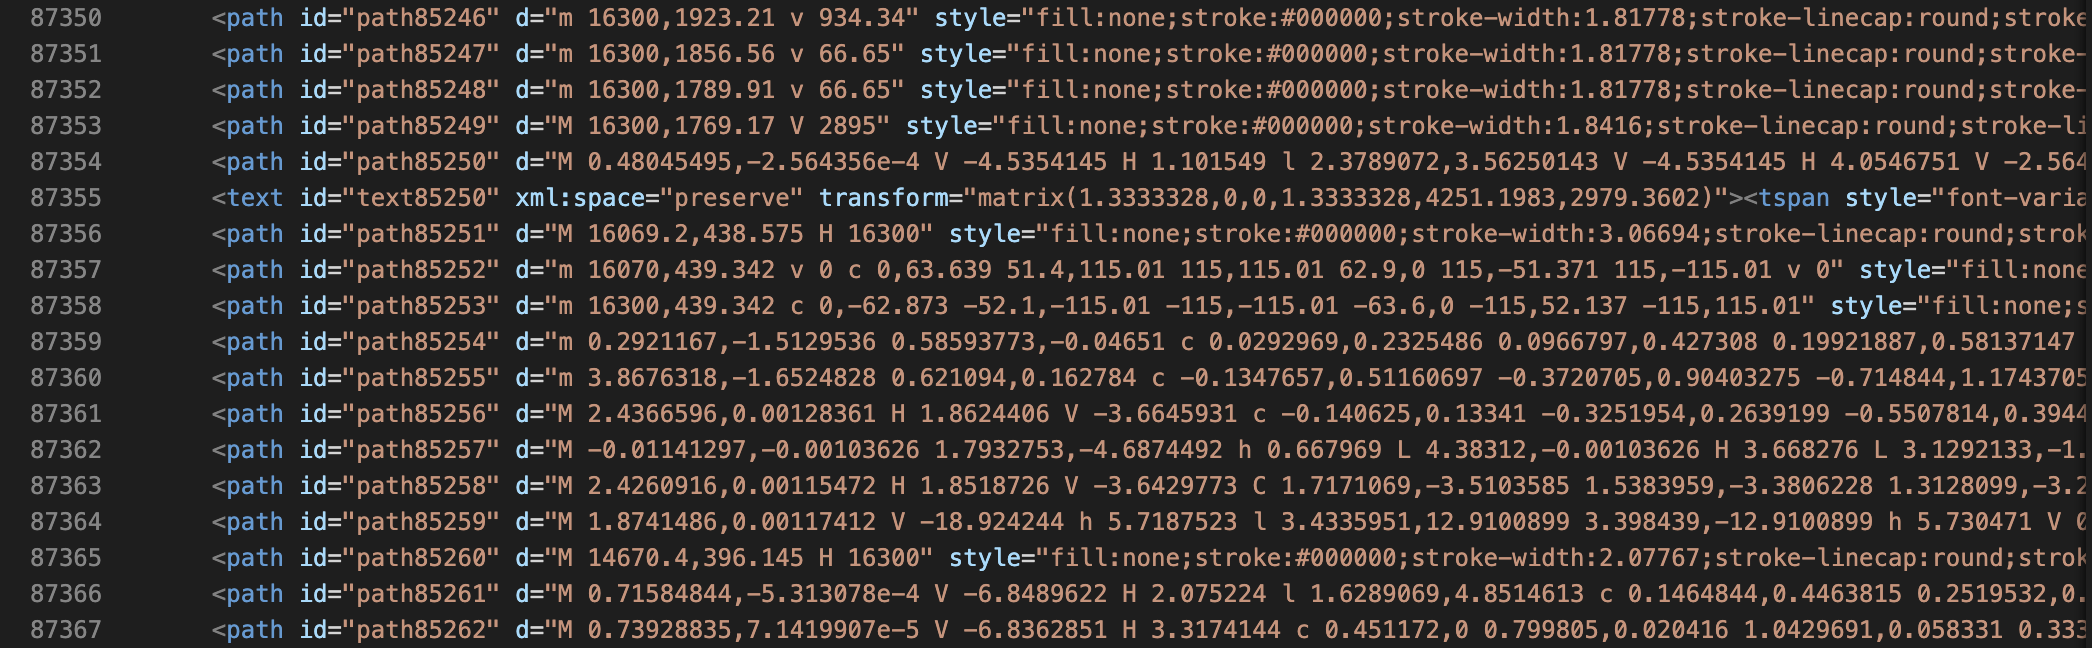 87350 <path id="path85246" d="m 16300,1923.21 v 934.34" style="fill:none;stroke:#000000;stroke-width:1.81778;stroke-linecap:round;stroke
87351 <path id="path85247" d="m 16300,1856.56 v 66.65" style="fill:none;stroke:#000000;stroke-width:1.81778;stroke-linecap:round;stroke-
87352 <path id="path85248" d="m 16300,1789.91 v 66.65" style="fill:none;stroke:#000000;stroke-width:1.81778;stroke-linecap:round;stroke-
87353 <path id="path85249" d="M 16300,1769.17 V 2895" style="fill:none;stroke:#000000;stroke-width:1.8416;stroke-linecap:round;stroke-li
87354 <path id="path85250" d="M 0.48045495,-2.564356e-4 V -4.5354145 H 1.101549 l 2.3789072,3.56250143 V -4.5354145 H 4.0546751 V -2.564
87355 <text id="text85250" xml:space="preserve" transform="matrix(1.3333328,0,0,1.3333328,4251.1983,2979.3602)"><tspan style="font-varia
87356 <path id="path85251" d="M 16069.2,438.575 H 16300" style="fill:none;stroke:#000000;stroke-width:3.06694;stroke-linecap:round;strok
87357 <path id="path85252" d="m 16070,439.342 v 0 c 0,63.639 51.4,115.01 115,115.01 62.9,0 115,-51.371 115,-115.01 v 0" style="fill:none
87358 <path id="path85253" d="m 16300,439.342 c 0,-62.873 -52.1,-115.01 -115,-115.01 -63.6,0 -115,52.137 -115,115.01" style="fill:none;s
87359 <path id="path85254" d="m 0.2921167,-1.5129536 0.58593773,-0.04651 c 0.0292969,0.2325486 0.0966797,0.427308 0.19921887,0.58137147
87360 <path id="path85255" d="m 3.8676318,-1.6524828 0.621094,0.162784 c -0.1347657,0.51160697 -0.3720705,0.90403275 -0.714844,1.1743705
87361 <path id="path85256" d="M 2.4366596,0.00128361 H 1.8624406 V -3.6645931 c -0.140625,0.13341 -0.3251954,0.2639199 -0.5507814,0.3944
87362 <path id="path85257" d="M -0.01141297,-0.00103626 1.7932753,-4.6874492 h 0.667969 L 4.38312,-0.00103626 H 3.668276 L 3.1292133,-1.
87363 <path id="path85258" d="M 2.4260916,0.00115472 H 1.8518726 V -3.6429773 C 1.7171069,-3.5103585 1.5383959,-3.3806228 1.3128099,-3.2
87364 <path id="path85259" d="M 1.8741486,0.00117412 V -18.924244 h 5.7187523 l 3.4335951,12.9100899 3.398439,-12.9100899 h 5.730471 V 0
87365 <path id="path85260" d="M 14670.4,396.145 H 16300" style="fill:none;stroke:#000000;stroke-width:2.07767;stroke-linecap:round;strok
87366 <path id="path85261" d="M 0.71584844,-5.313078e-4 V -6.8489622 H 2.075224 l 1.6289069,4.8514613 c 0.1464844,0.4463815 0.2519532,0.
87367 <path id="path85262" d="M 0.73928835,7.1419907e-5 V -6.8362851 H 3.3174144 c 0.451172,0 0.799805,0.020416 1.0429691,0.058331 0.333